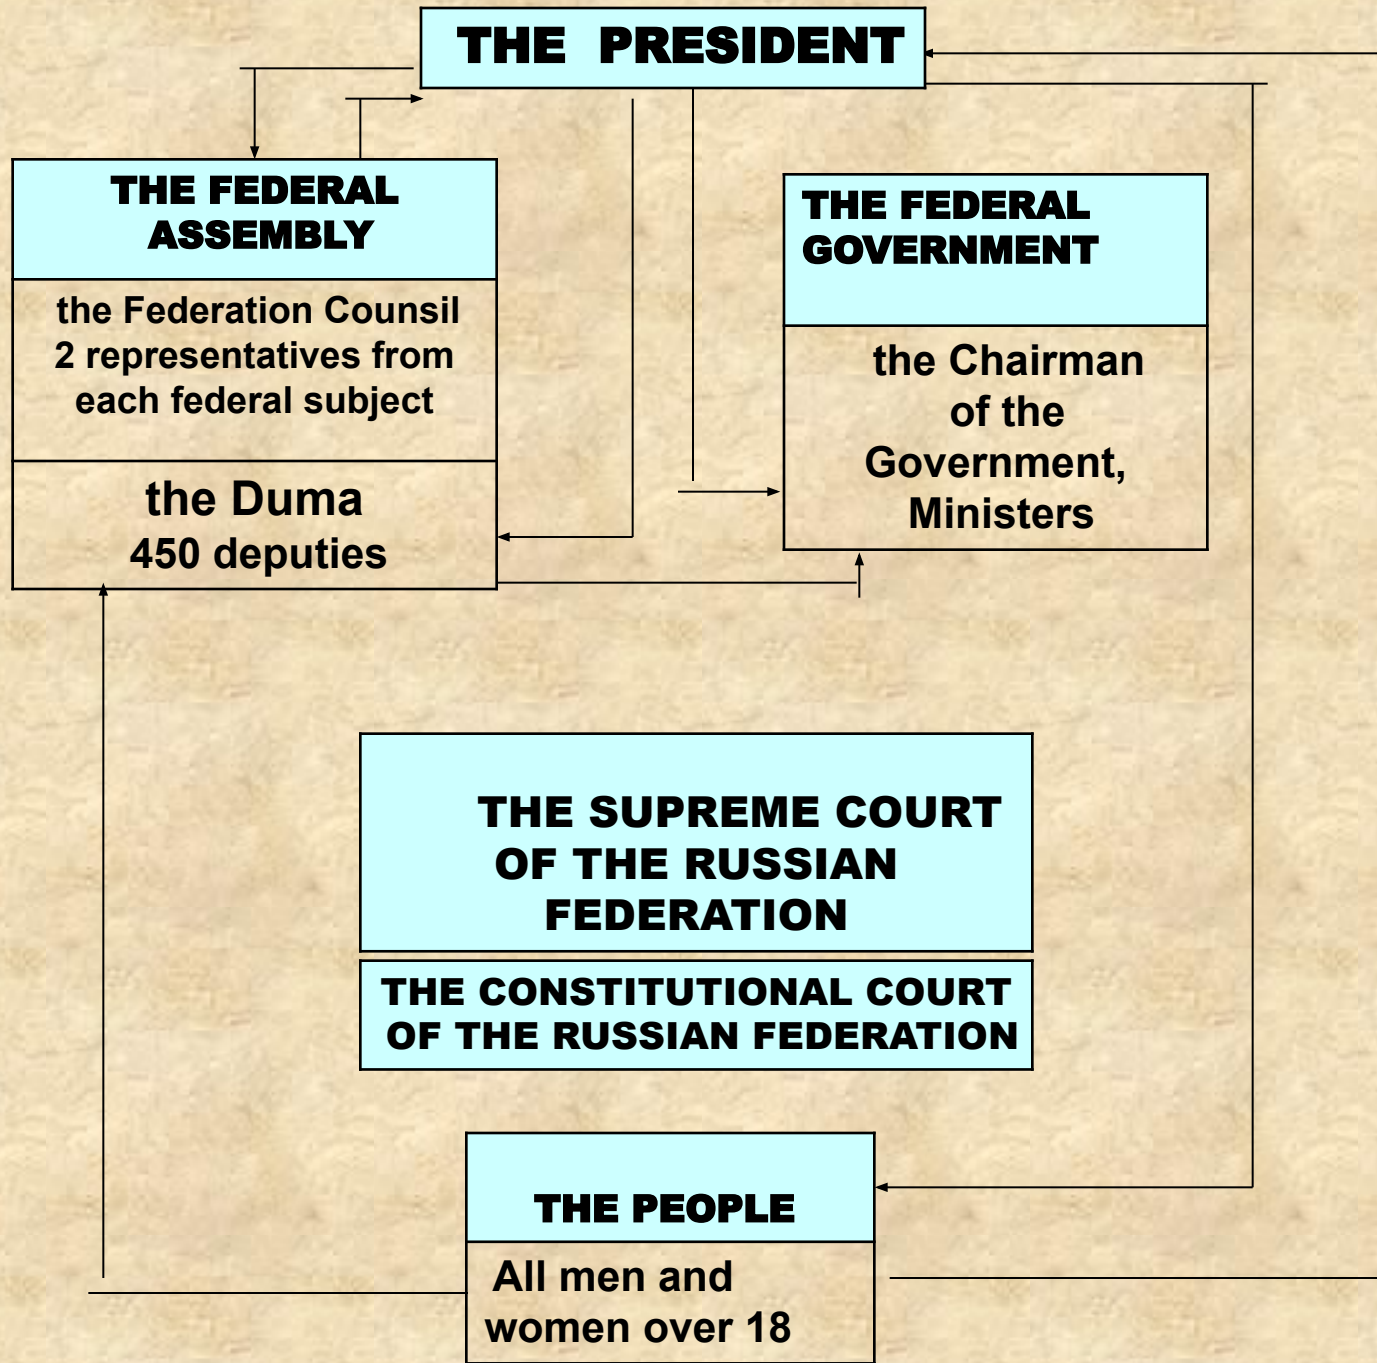 THE PRESIDENT
THE FEDERAL
ASSEMBLY
the Federation Counsil
2 representatives from
each federal subject
the Duma
450 deputies
THE FEDERAL
GOVERNMENT
the Chairman
of the
Government,
Ministers
THE SUPREME COURT
OF THE RUSSIAN
FEDERATION
THE CONSTITUTIONAL COURT
OF THE RUSSIAN FEDERATION
THE PEOPLE
All men and
women over 18